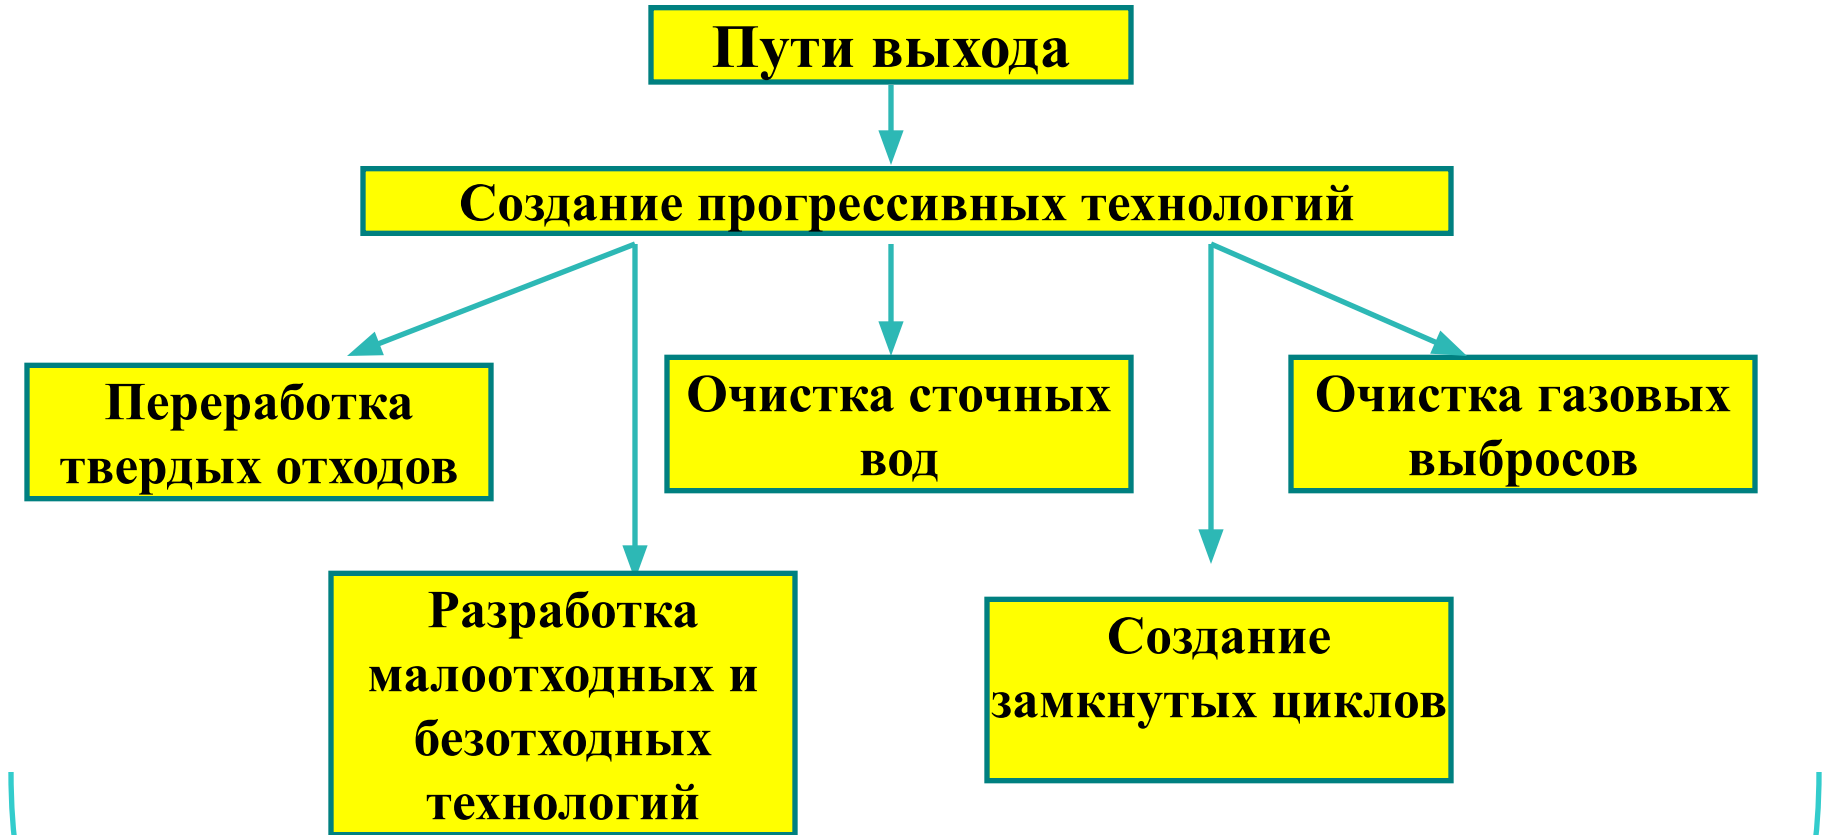 Пути выхода
Создание прогрессивных технологий
Переработка
твердых отходов
Очистка сточных
вод
Очистка газовых
выбросов
Разработка
малоотходных и
безотходных
технологий
Создание
замкнутых циклов